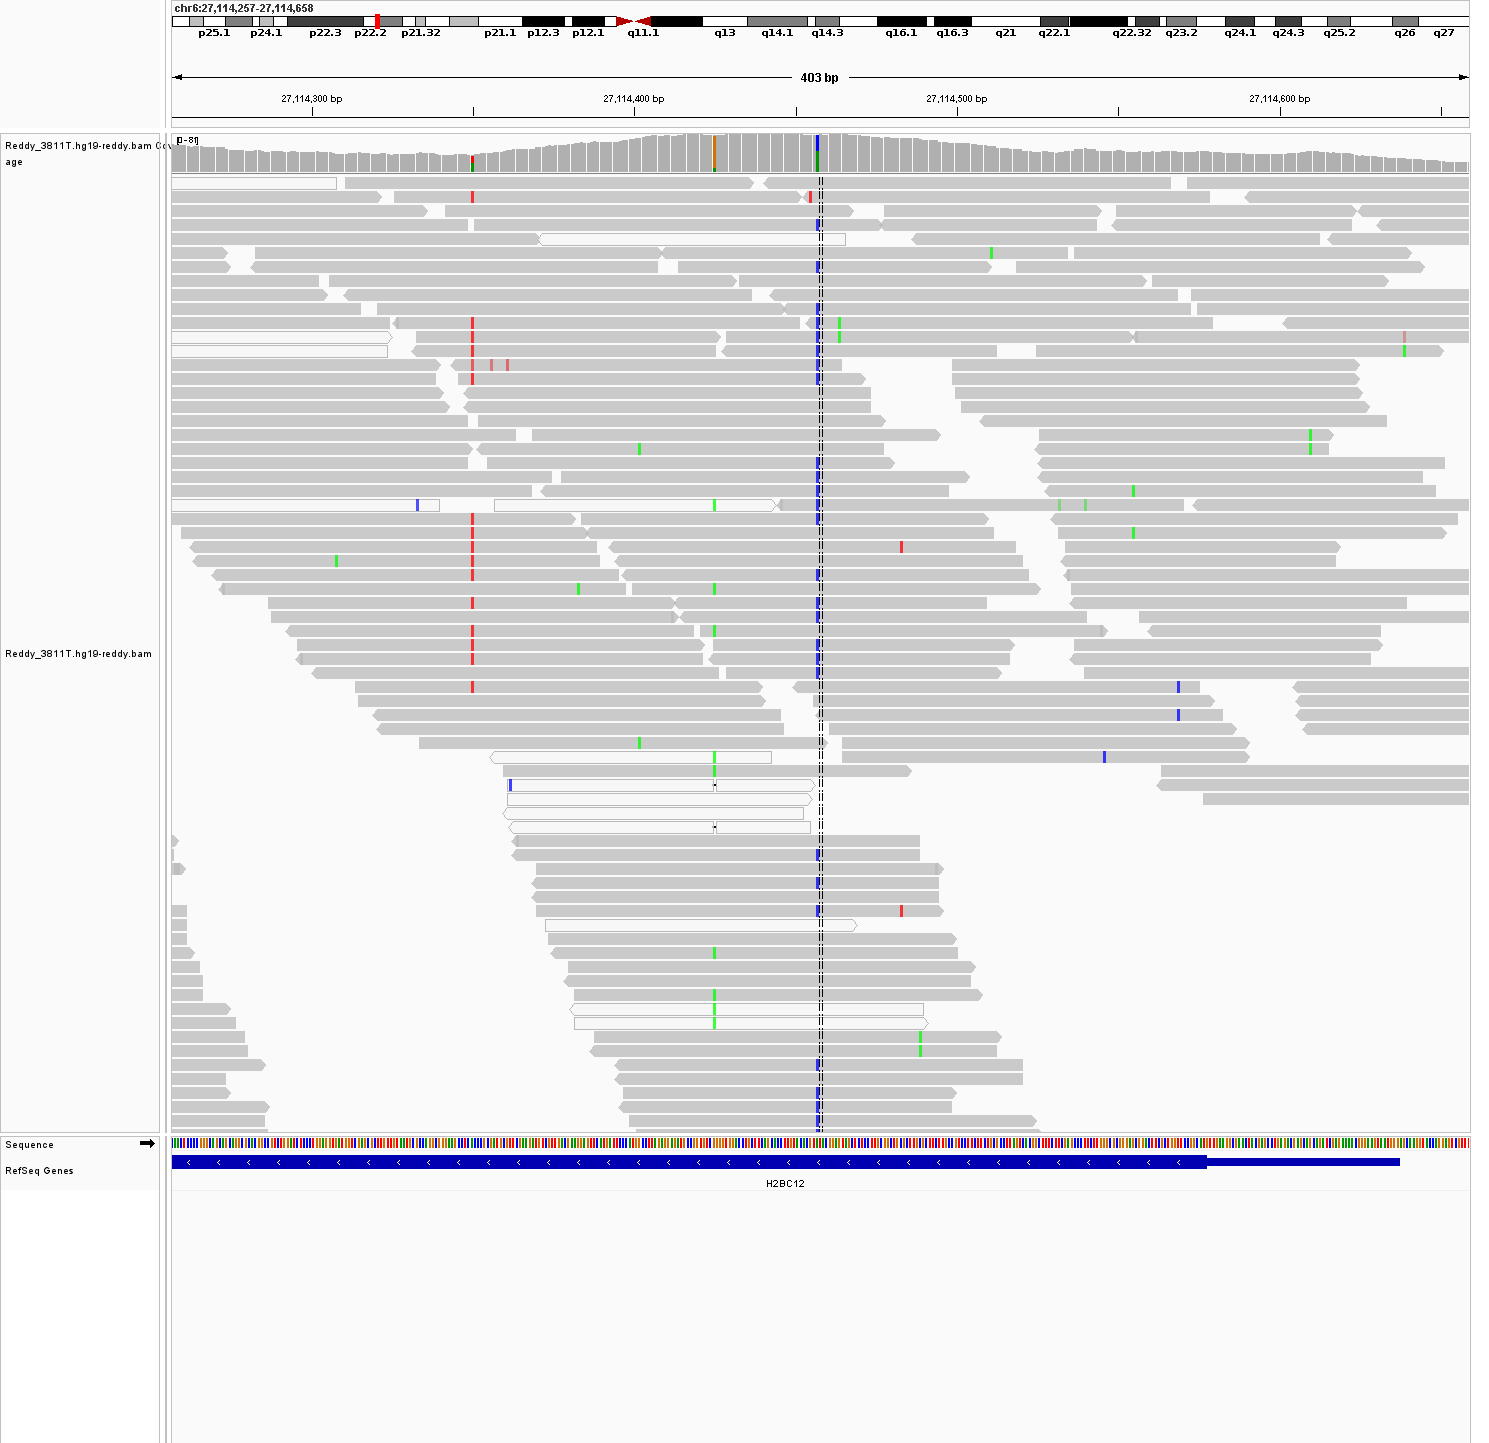 chr6:27,114,257-27,114,658
p25.1 p24.1 p22.3 p22.2 p21.32 p21.1 p12.3 p12.1 q11.1 q13 q14.1 q14.3 q16.1 q16.3 q21 q22.1 q22.32 q23.2 q24.1 q24.3 q25.2 q26 q27
403 bp
27,114,300 bp 27,114,400 bp 27,114,500 bp 27,114,600 bp
[0-81]
Reddy_3811T.hg19-reddy.bam Cov
age
Reddy_3811T.hg19-reddy.bam
Sequence
RefSeq Genes
H2BC12